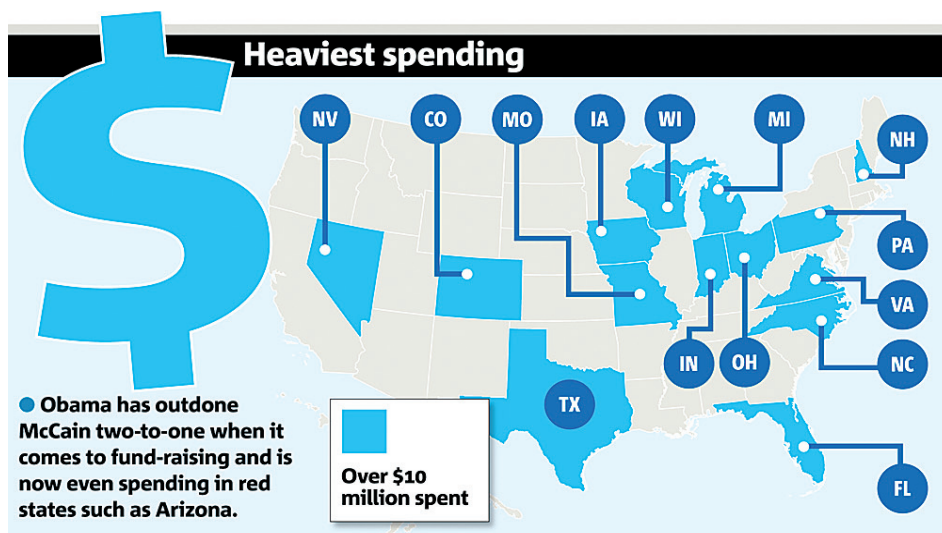 $
Heaviest spending
NV
CO
MO
IA
WI
MI
NH
PA
VA
NC
IN
OH
TX
FL
Obama has outdone
McCain two-to-one when it
comes to fund-raising and is
now even spending in red
states such as Arizona.
Over $10
million spent